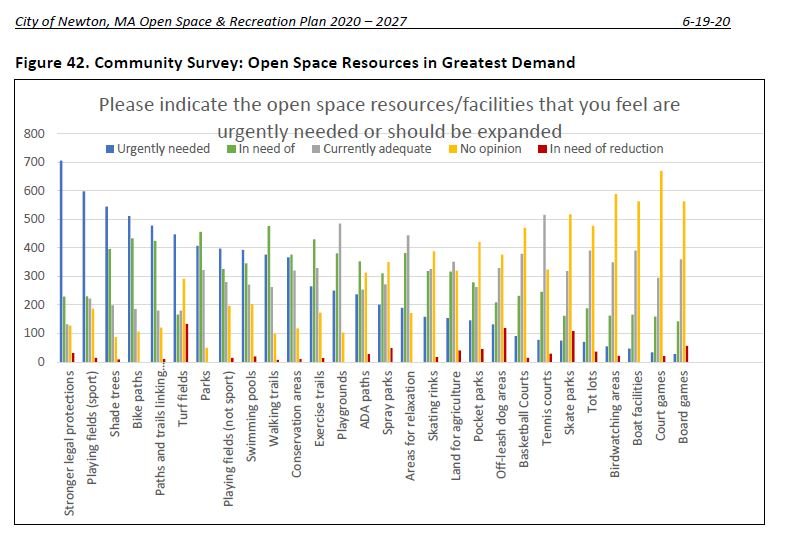 City of Newton, MA Open Space & Recreation Plan 2020 – 2027 6-19-20
Figure 42. Community Survey: Open Space Resources in Greatest Demand
Please indicate the open space resources/facilities that you feel are
urgently needed or should be expanded
Urgently needed In need of Currently adequate No opinion In need of reduction
800
700
600
500
400
300
200
100
0
Stronger legal protections
Playing fields (sport)
Shade trees
Bike paths
Paths and trails linking...
Turf fields
Parks
Playing fields (not sport)
Swimming pools
Walking trails
Conservation areas
Exercise trails
Playgrounds
ADA paths
Spray parks
Areas for relaxation
Skating rinks
Land for agriculture
Pocket parks
Off-leash dog areas
Basketball Courts
Tennis courts
Skate parks
Tot lots
Birdwatching areas
Boat facilities
Court games
Board games